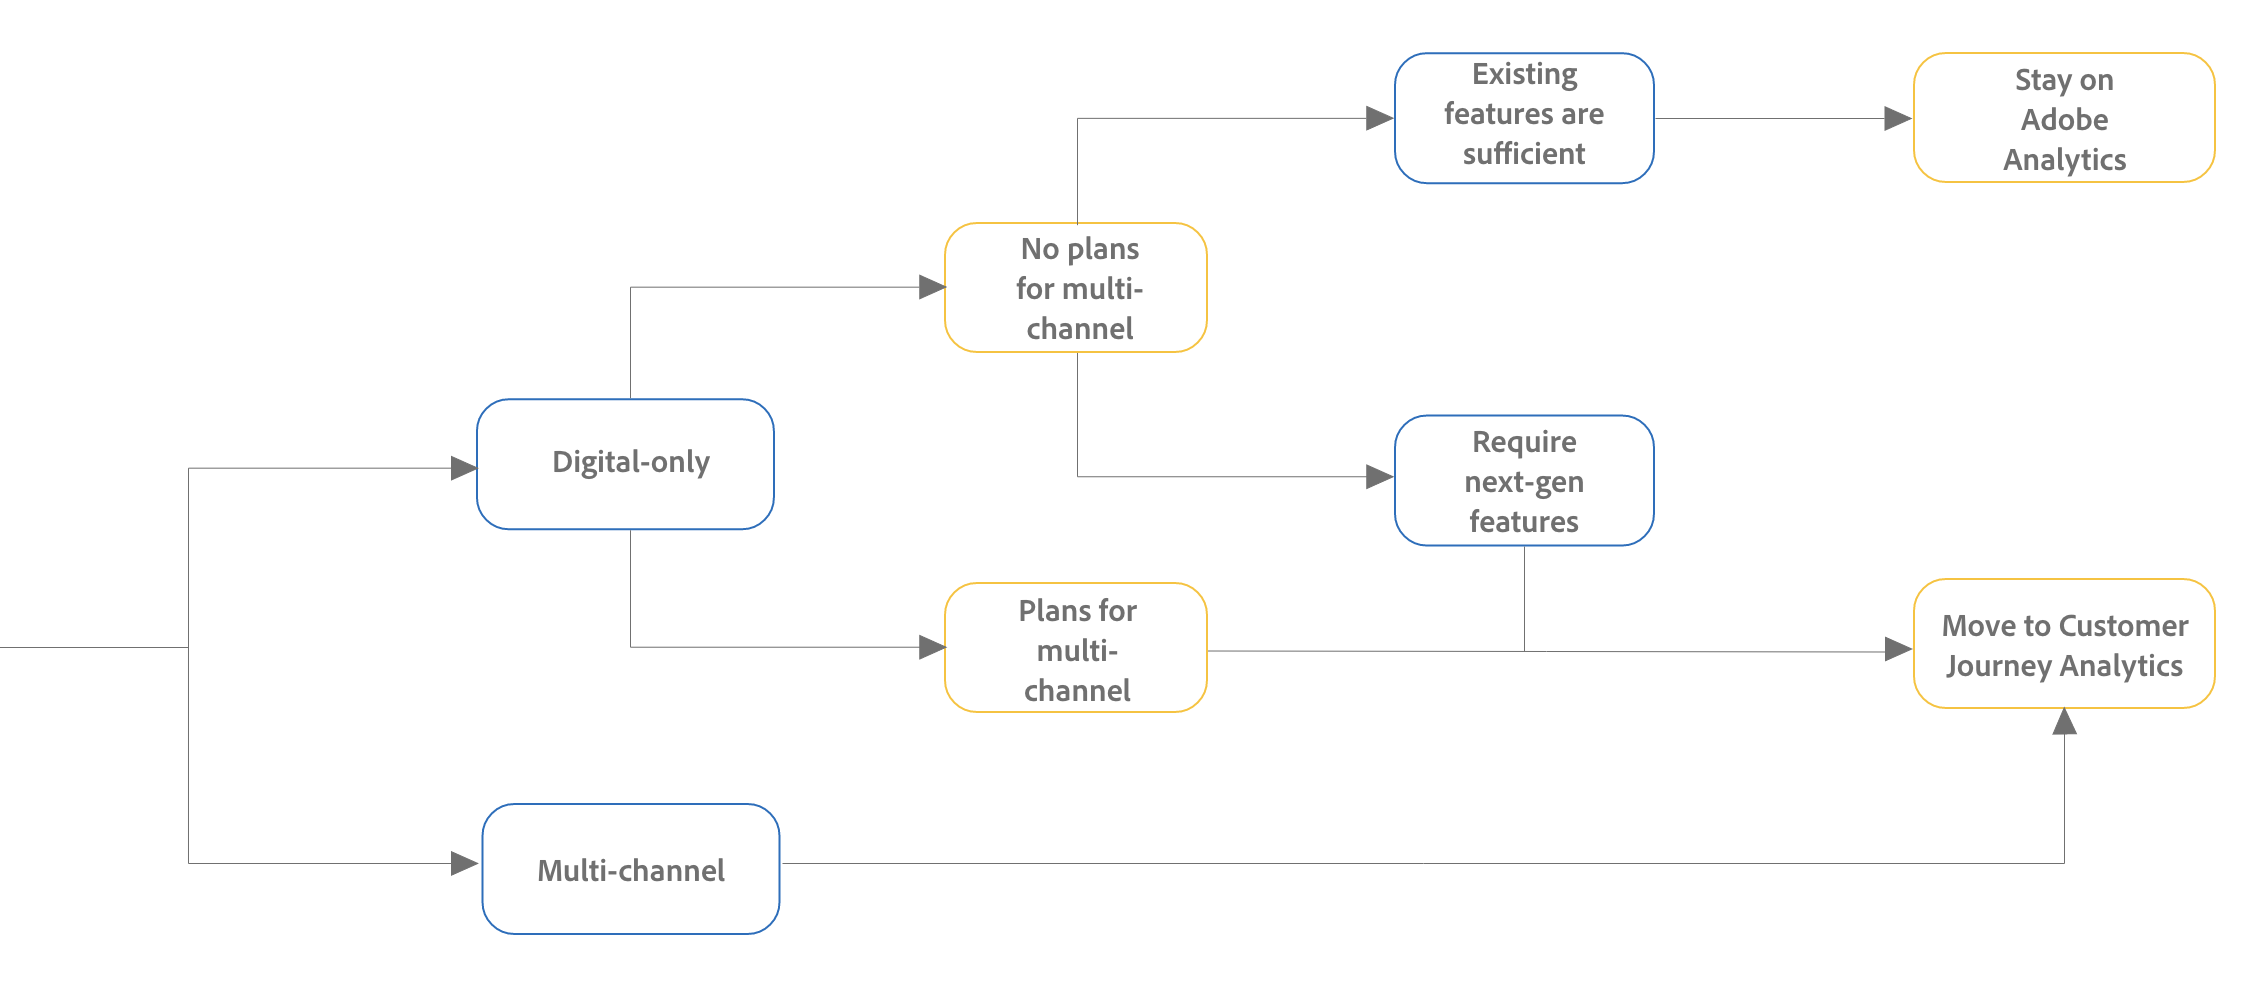 Existing
features are
sufficient
Stay on
Adobe
Analytics
No plans
for multi-
channel
Digital-only
Require
next-gen
features
Plans for
multi-
channel
Move to Customer
Journey Analytics
Multi-channel